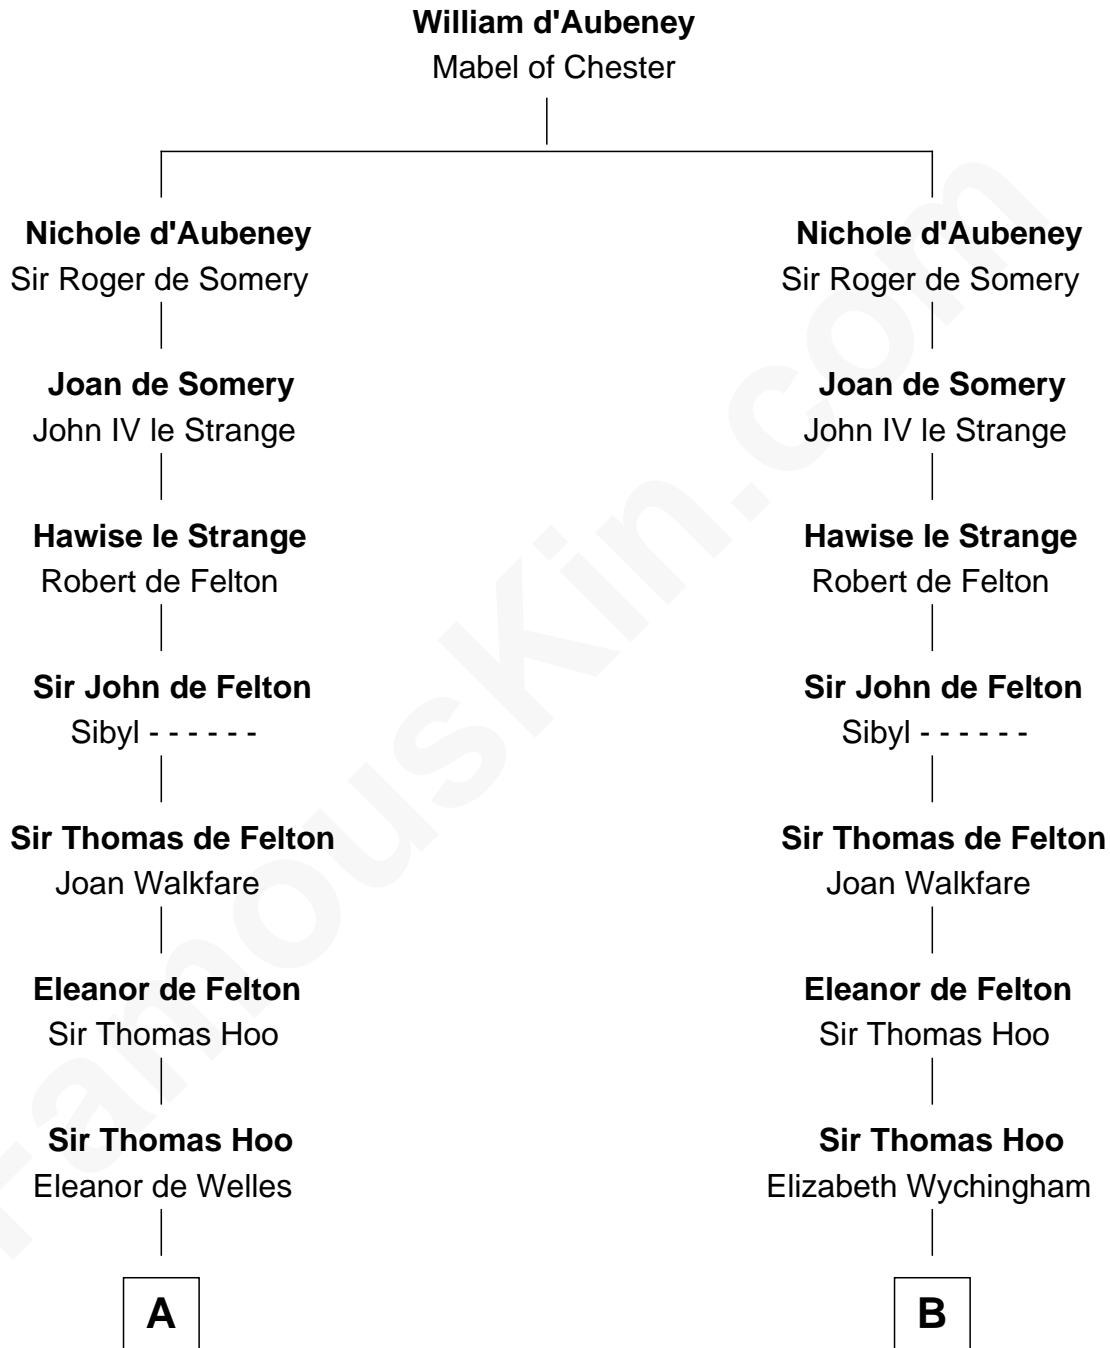 William d'Aubeney
Mabel of Chester
Nichole d'Aubeney
Sir Roger de Somery
Joan de Somery
John IV le Strange
Hawise le Strange
Robert de Felton
Sir John de Felton
Sibyl - - - - - -
Sir Thomas de Felton
Joan Walkfare
Eleanor de Felton
Sir Thomas Hoo
Sir Thomas Hoo
Eleanor de Welles
A
Nichole d'Aubeney
Sir Roger de Somery
Joan de Somery
John IV le Strange
Hawise le Strange
Robert de Felton
Sir John de Felton
Sibyl - - - - - -
Sir Thomas de Felton
Joan Walkfare
Eleanor de Felton
Sir Thomas Hoo
Sir Thomas Hoo
Elizabeth Wychingham
B
FamousKin.com